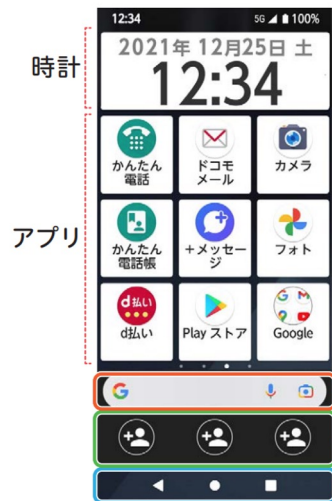 12:34 5G 100%
2021年 12月25日 土
12:34
時計
アプリ
かんたん
電話
ドコモ
メール
カメラ
かんたん
電話帳
+メッセー
ジ
フォト
d払い
d払い
Play ストア
Google